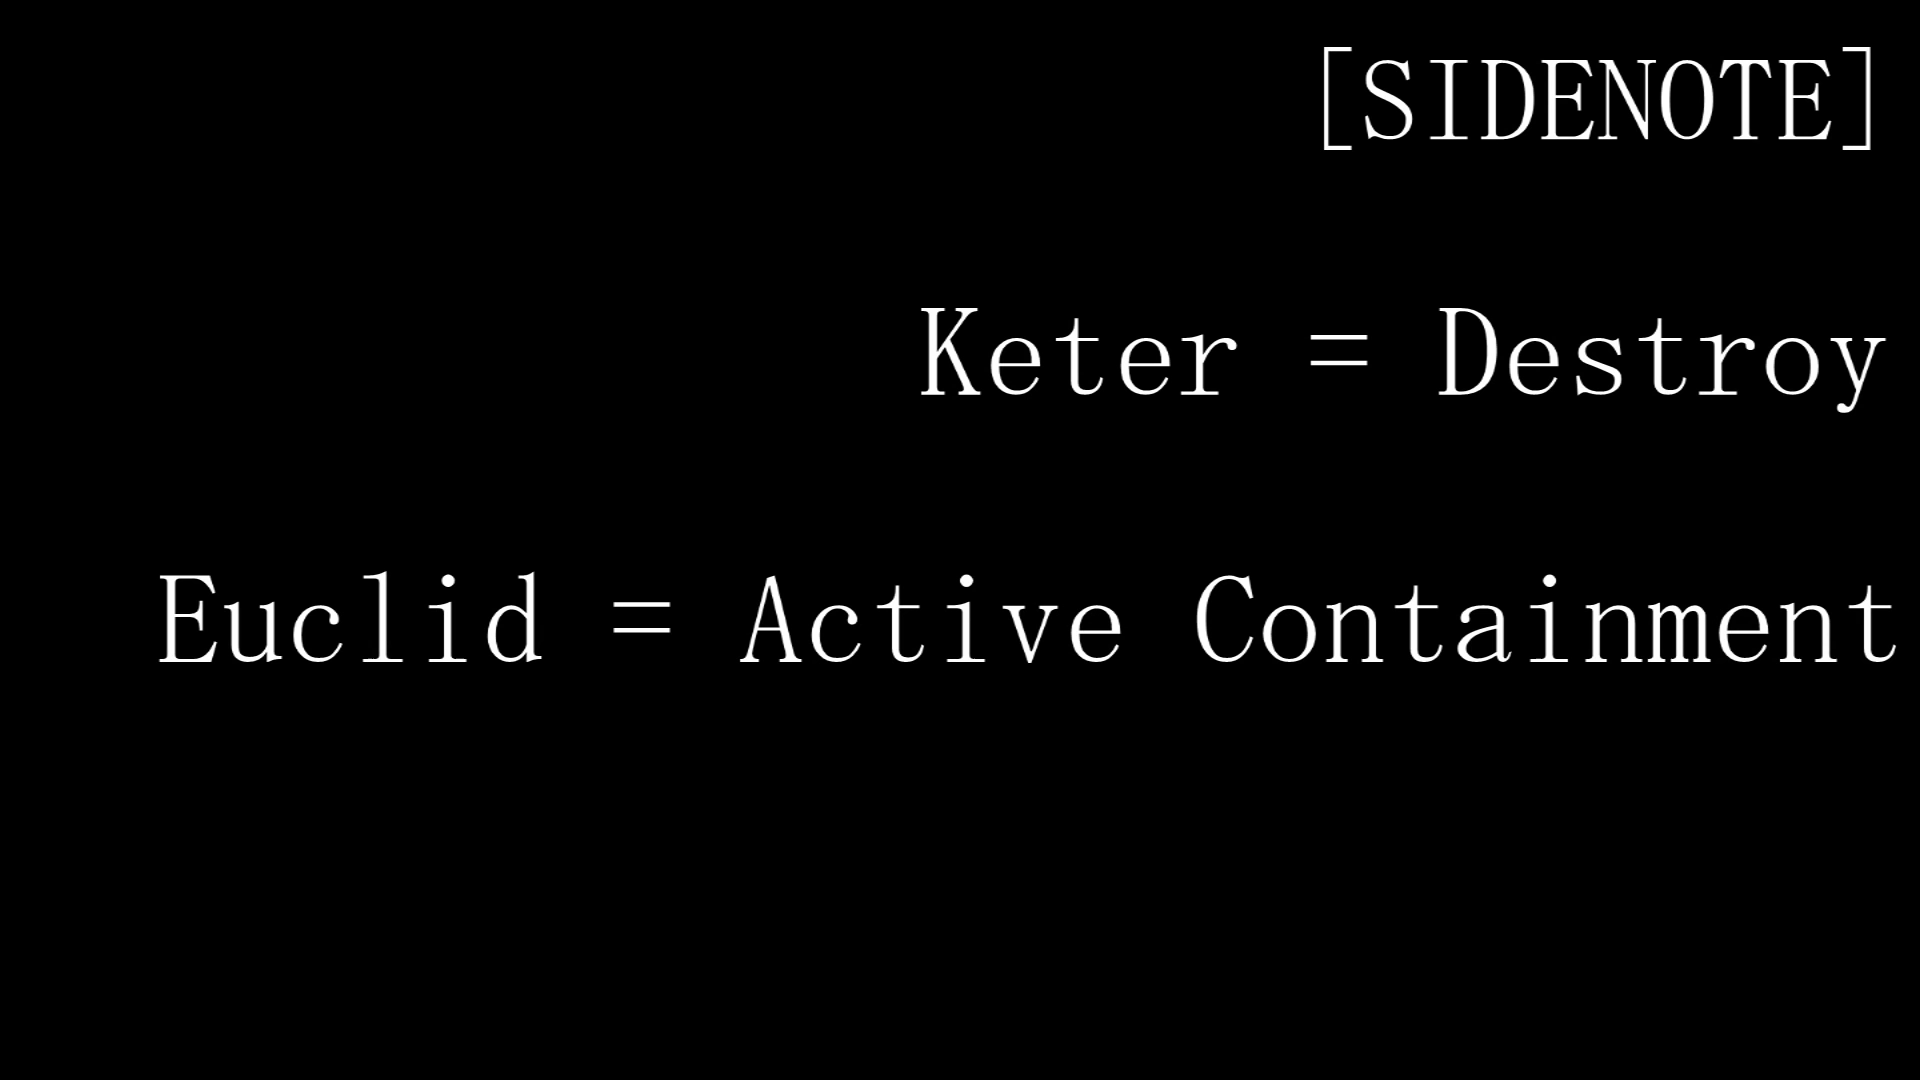 [SIDENOTE]
Keter = Destroy
Euclid = Active Containment